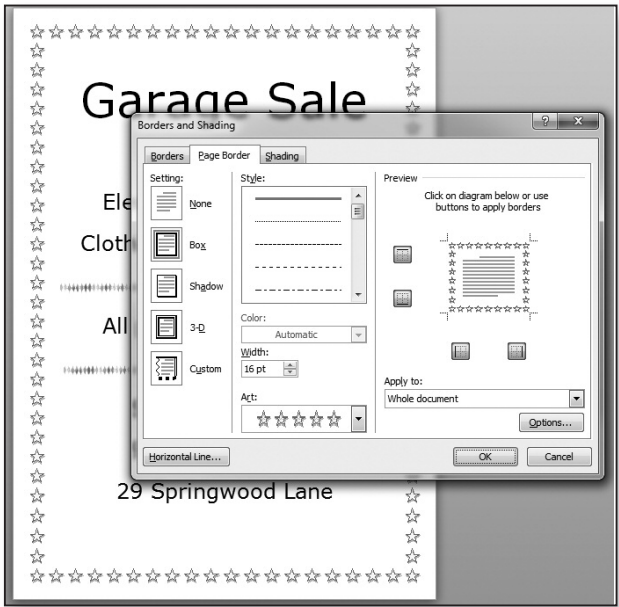 Garage Sale
Borders and Shading
?
X
Borders
Page Border
Shading
Setting:
None
Box
Shadow
3-D
Custom
Style:
Color:
Automatic
Width:
16 pt
Art:
Preview
Click on diagram below or use
buttons to apply borders
Apply to:
Whole document
Options...
Horizontal Line...
OK
Cancel
Ele
Cloth
All
29 Springwood Lane